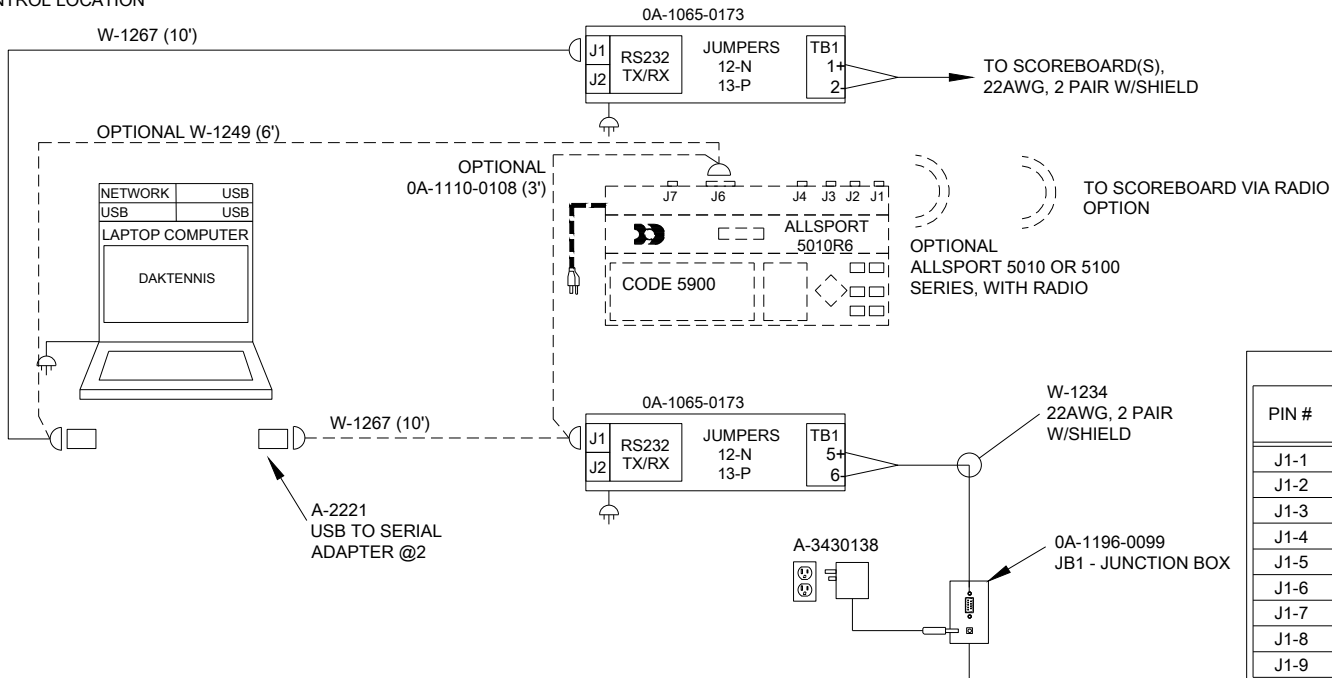 NTROL LOCATION
0A-1065-0173
W-1267 (10')
J1
J2
RS232
TX/RX
JUMPERS
12-N
13-P
TB1
1+
2-
TO SCOREBOARD(S),
22AWG, 2 PAIR W/SHIELD
OPTIONAL W-1249 (6')
OPTIONAL
0A-1110-0108 (3')
NETWORK USB
USB USB
LAPTOP COMPUTER
DAKTENNIS
J7 J6 J4 J3 J2 J1
ALLSPORT
5010R6
CODE 5900
TO SCOREBOARD VIA RADIO
OPTION
OPTIONAL
ALLSPORT 5010 OR 5100
SERIES, WITH RADIO
0A-1065-0173
W-1267 (10')
J1
J2
RS232
TX/RX
JUMPERS
12-N
13-P
TB1
5+
6-
W-1234
22AWG, 2 PAIR
W/SHIELD
A-2221
USB TO SERIAL
ADAPTER @2
A-3430138
0A-1196-0099
JB1 - JUNCTION BOX
PIN #
J1-1
J1-2
J1-3
J1-4
J1-5
J1-6
J1-7
J1-8
J1-9